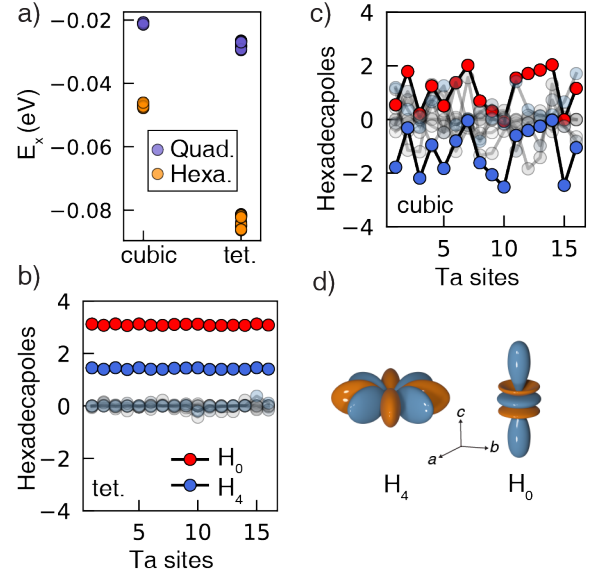 a)
−0.02
−0.04
−0.06
−0.08
E_x (eV)
Quad.
Hexa.
cubic tet.
c)
4
2
0
−2
−4
Hexadecapoles
cubic
5 10 15
Ta sites
b)
4
2
0
−2
−4
Hexadecapoles
H₀
H₄
tet.
5 10 15
Ta sites
d)
c
a b
H₄ H₀